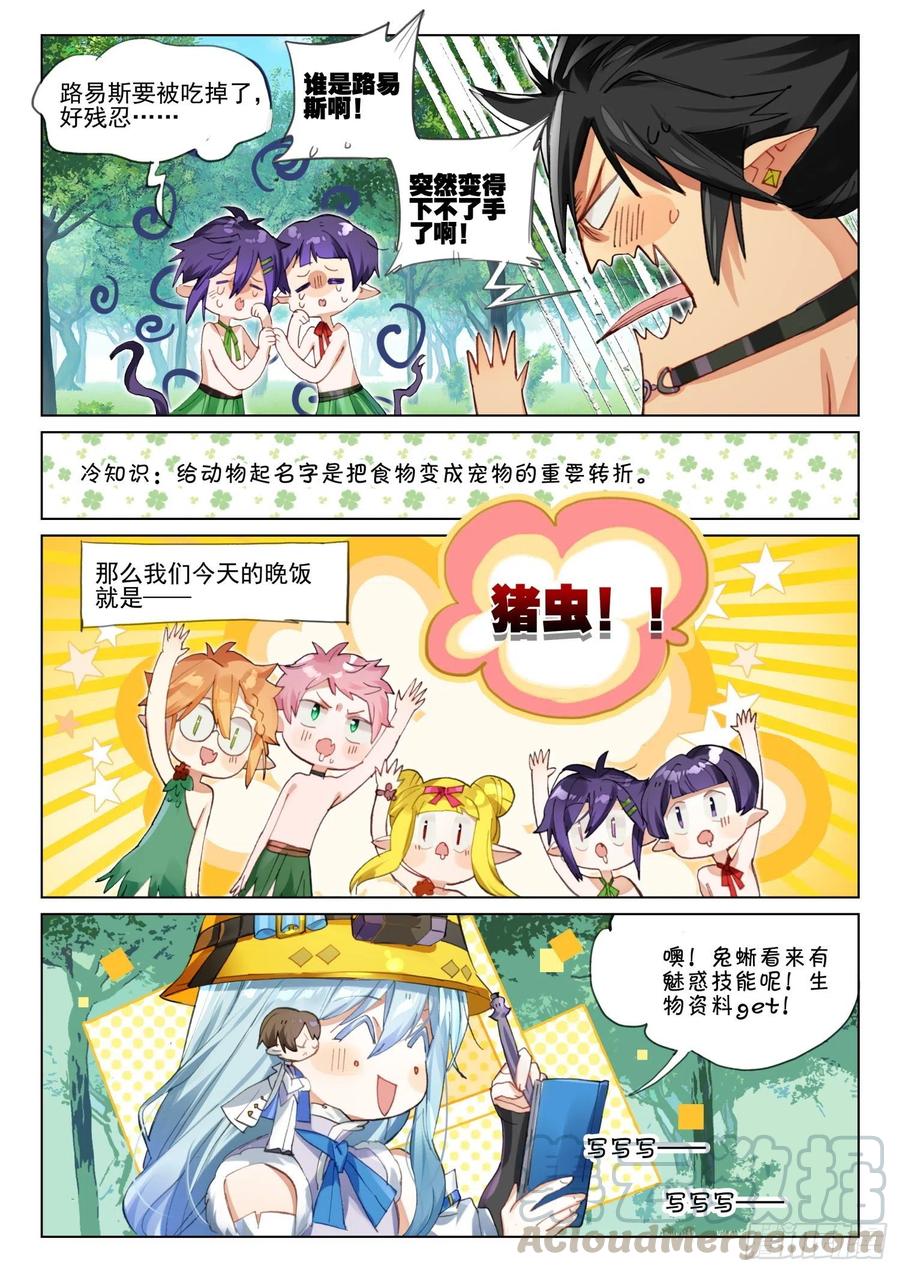 路易斯要被吃掉了，
好残忍……
谁是路易
斯啊！
突然变得
下不了手
了啊！
冷知识：给动物起名字是把食物变成宠物的重要转折。
那么我们今天的晚饭
就是——
猪虫！！
噢！兔蜥看来有
魅惑技能呢！生
物资料get！
写写写——
写写写——
ACloudMerge.com